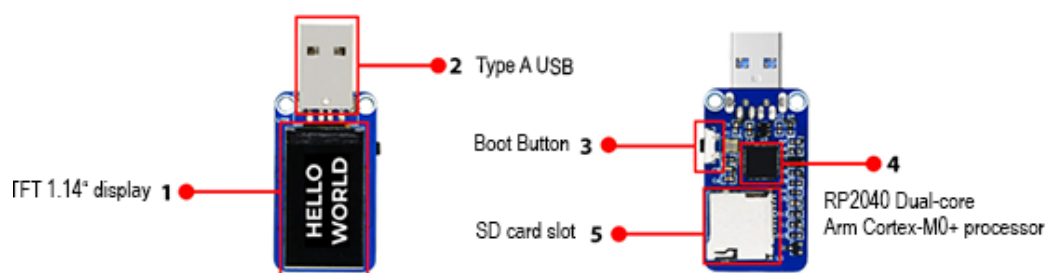 2 Type A USB
TFT 1.14“ display 1
HELLO
WORLD
Boot Button 3
4
RP2040 Dual-core
Arm Cortex-M0+ processor
SD card slot 5